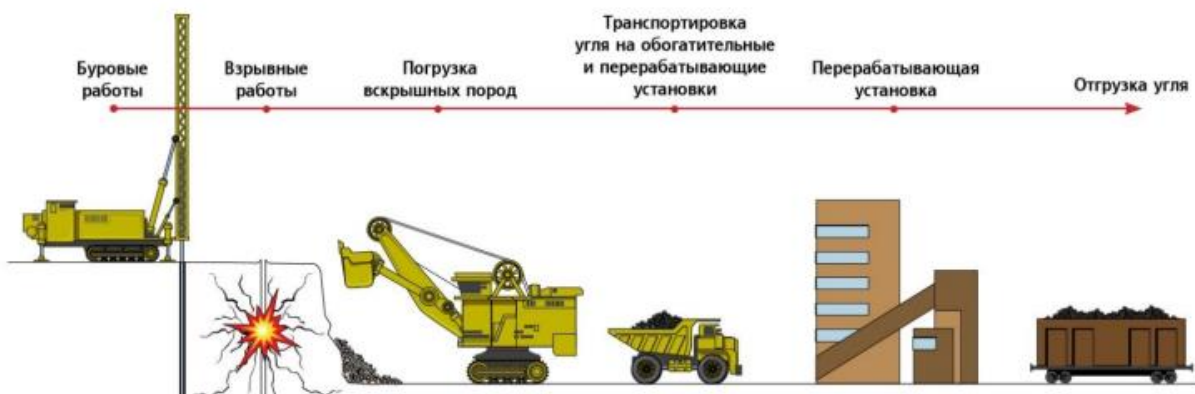 Буровые
работы
Взрывные
работы
Погрузка
вскрышных пород
Транспортировка
угля на обогатительные
и перерабатывающие
установки
Перерабатывающая
установка
Отгрузка угля